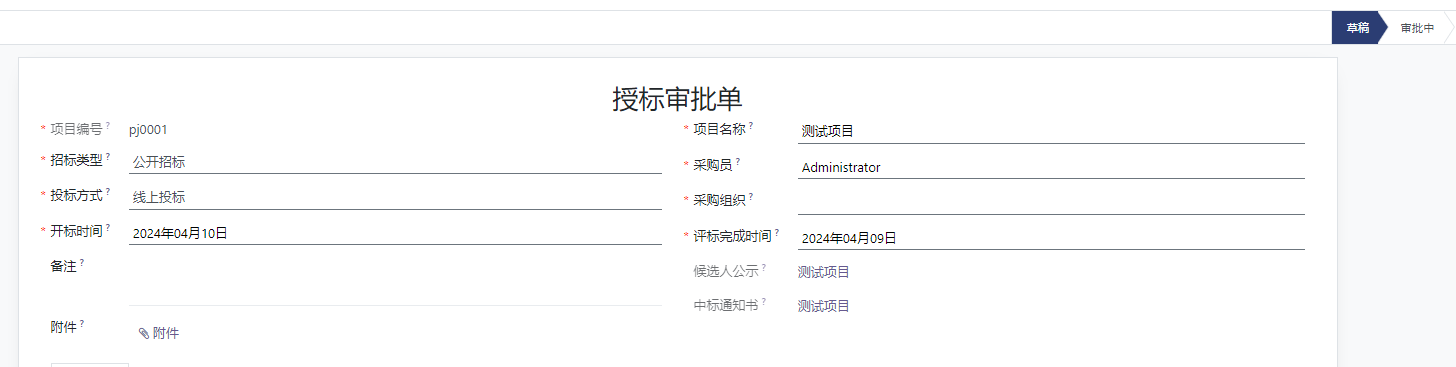 草稿 审批中
授标审批单
* 项目编号 ? pj0001
* 项目名称 ? 测试项目
* 招标类型 ? 公开招标
* 采购员 ? Administrator
* 投标方式 ? 线上投标
* 采购组织 ?
* 开标时间 ? 2024年04月10日
* 评标完成时间 ? 2024年04月09日
备注 ?
候选人公示 ? 测试项目
中标通知书 ? 测试项目
附件 ? 附件